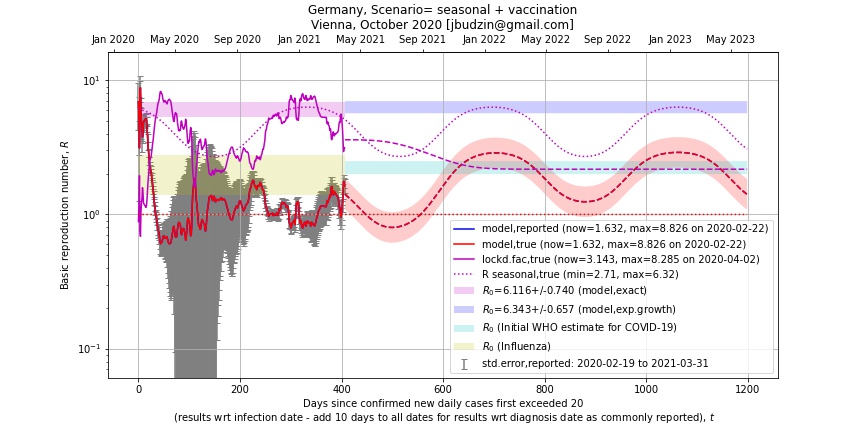 Germany, Scenario= seasonal + vaccination
Vienna, October 2020 [jbudzin@gmail.com]
Jan 2020 May 2020 Sep 2020 Jan 2021 May 2021 Sep 2021 Jan 2022 May 2022 Sep 2022 Jan 2023 May 2023
Basic reproduction number, R
10¹
10⁰
10⁻¹
model,reported (now=1.632, max=8.826 on 2020-02-22)
model,true (now=1.632, max=8.826 on 2020-02-22)
lockd.fac,true (now=3.143, max=8.285 on 2020-04-02)
R seasonal,true (min=2.71, max=6.32)
R₀=6.116+/-0.740 (model,exact)
R₀=6.343+/-0.657 (model,exp.growth)
R₀ (Initial WHO estimate for COVID-19)
R₀ (Influenza)
std.error,reported: 2020-02-19 to 2021-03-31
0 200 400 600 800 1000 1200
Days since confirmed new daily cases first exceeded 20
(results wrt infection date - add 10 days to all dates for results wrt diagnosis date as commonly reported), t